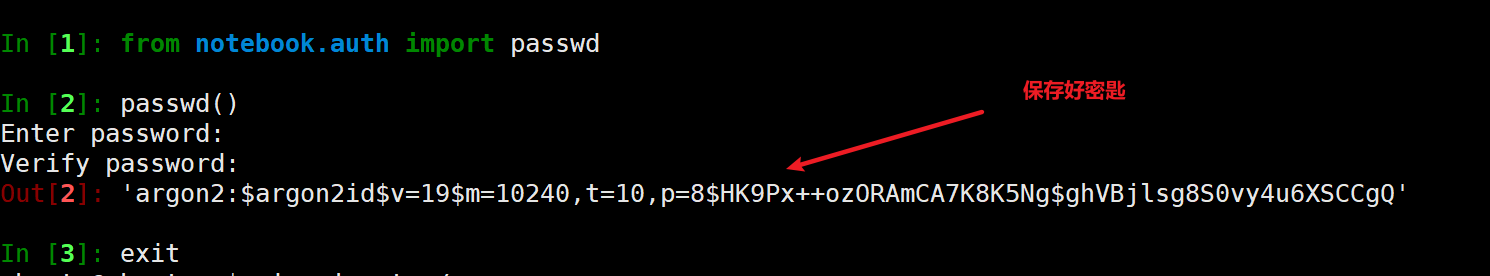 In [1]: from notebook.auth import passwd
保存好密匙
In [2]: passwd()
Enter password:
Verify password:
Out[2]: 'argon2:$argon2id$v=19$m=10240,t=10,p=8$HK9Px++ozORAmCA7K8K5Ng$ghVBjlsg8S0vy4u6XSCCgQ'
In [3]: exit